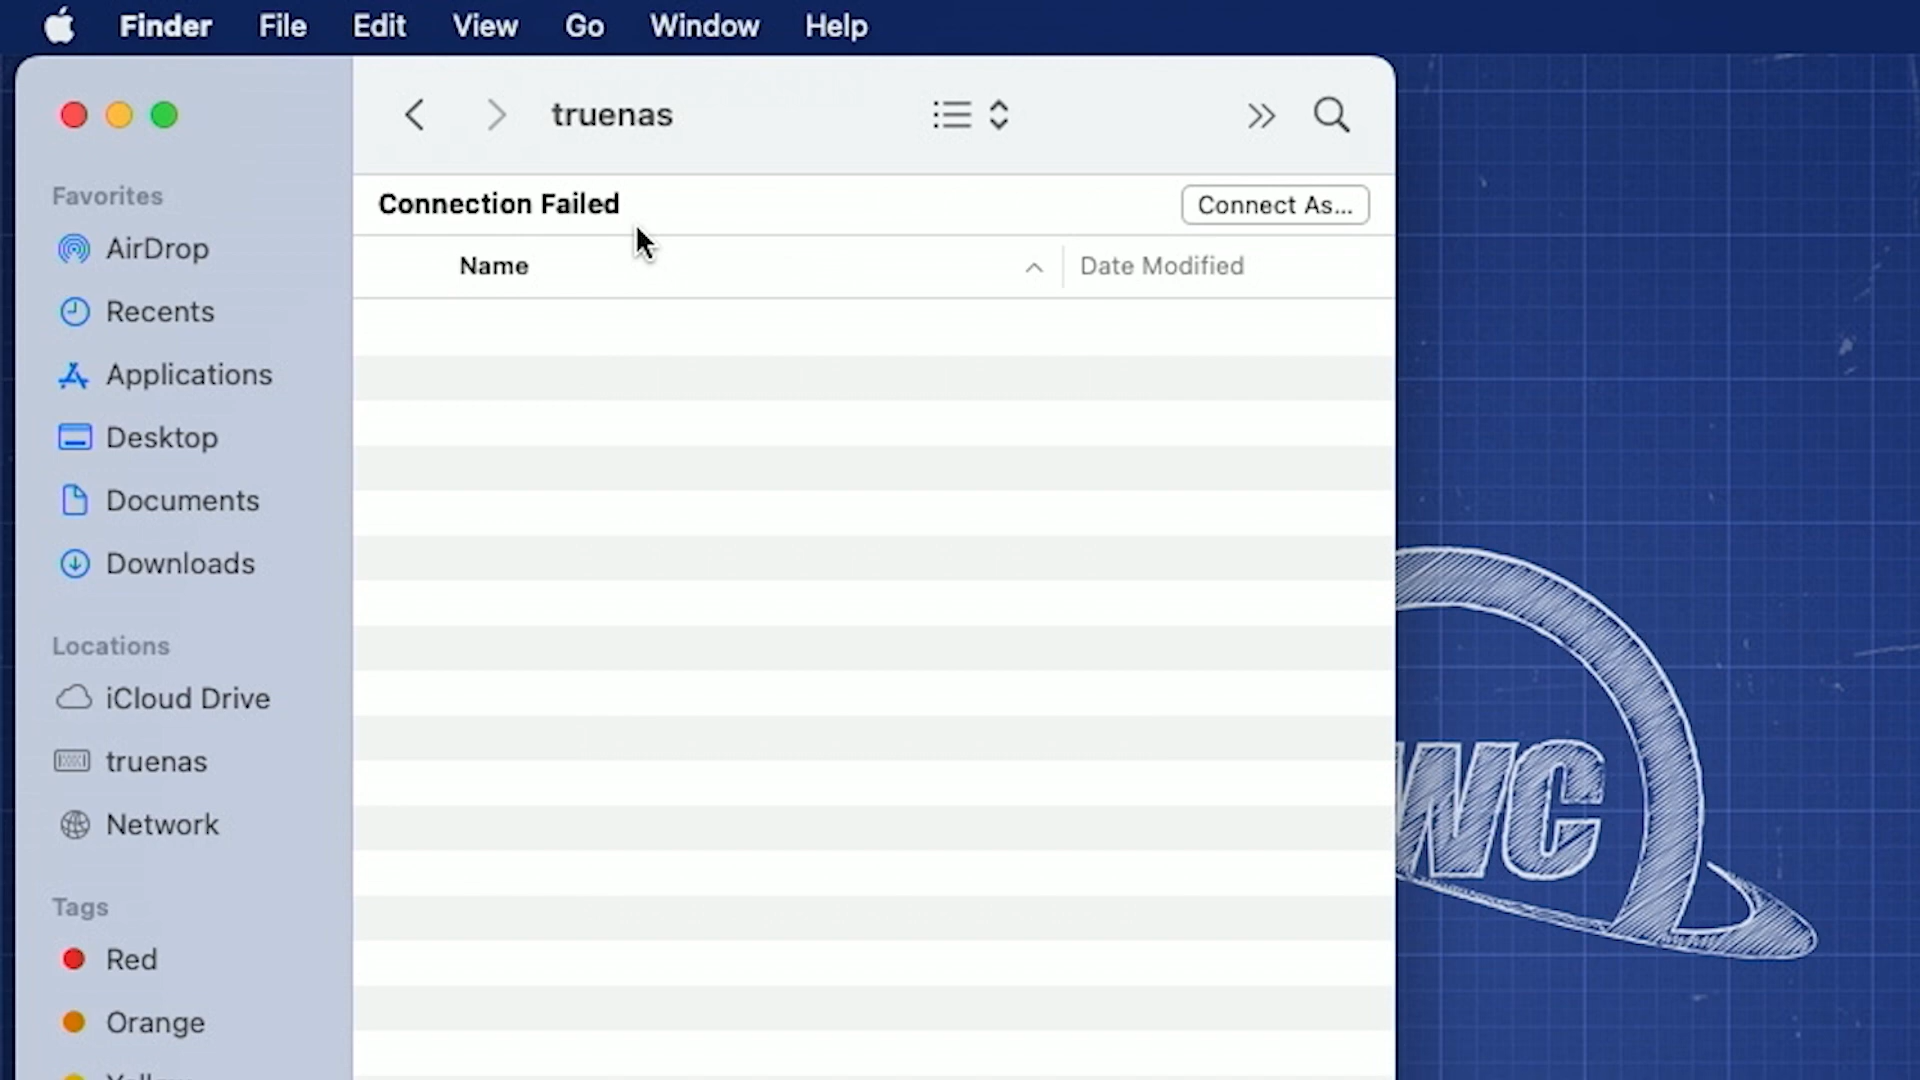 Finder File Edit View Go Window Help
truenas
Connection Failed
Connect As...
Name
Date Modified
Favorites
AirDrop
Recents
Applications
Desktop
Documents
Downloads
Locations
iCloud Drive
truenas
Network
Tags
Red
Orange
WC